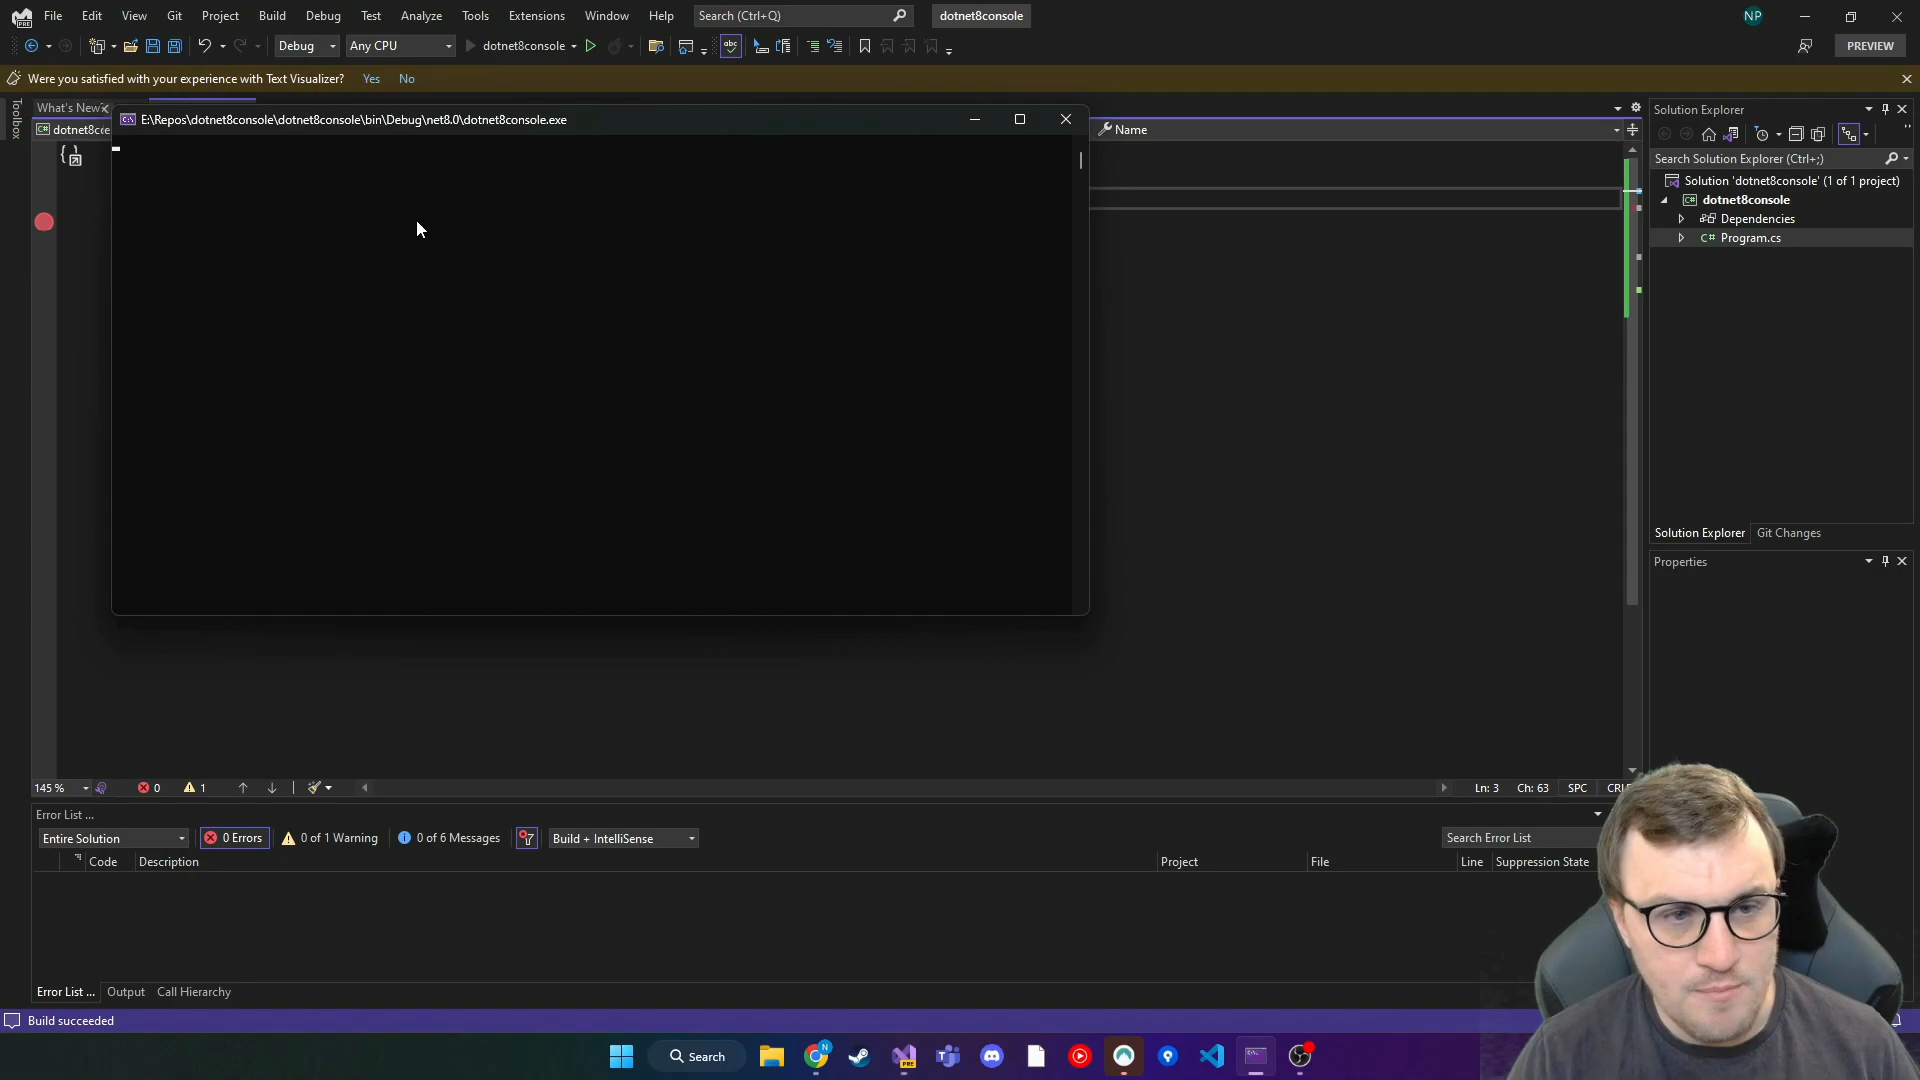 File Edit View Git Project Build Debug Test Analyze Tools Extensions Window Help Search (Ctrl+Q) dotnet8console NP
Debug Any CPU dotnet8console PREVIEW
Were you satisfied with your experience with Text Visualizer? Yes No
Toolbox
What's New?
E:\Repos\dotnet8console\dotnet8console\bin\Debug\net8.0\dotnet8console.exe
Name
Solution Explorer
Search Solution Explorer (Ctrl+;)
Solution 'dotnet8console' (1 of 1 project)
dotnet8console
Dependencies
C# Program.cs
Solution Explorer Git Changes
Properties
145 % 0 1 Ln: 3 Ch: 63 SPC
Error List ...
Entire Solution 0 Errors 0 of 1 Warning 0 of 6 Messages Build + IntelliSense Search Error List
Code Description Project File Line Suppression State
Error List ... Output Call Hierarchy
Build succeeded
Search